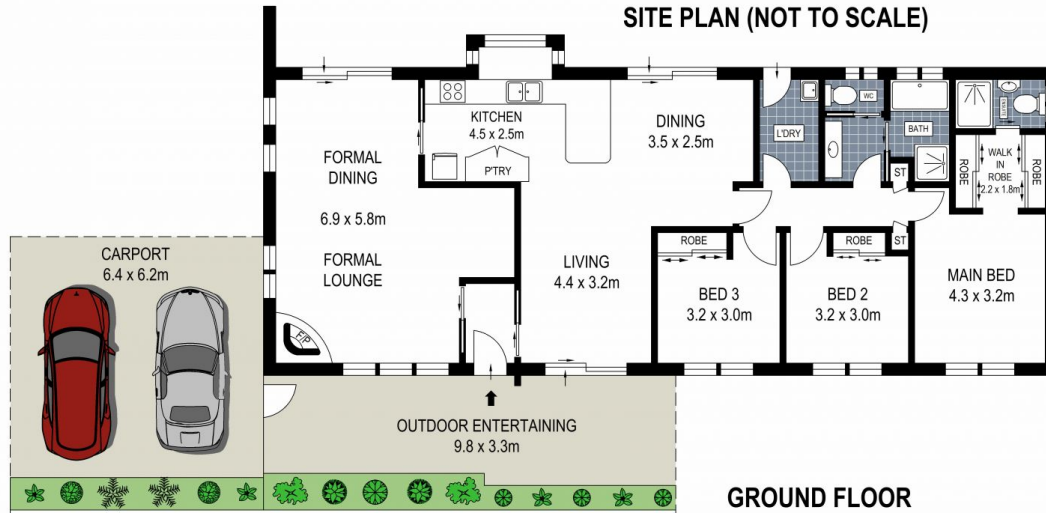 SITE PLAN (NOT TO SCALE)
KITCHEN
4.5 x 2.5m
P'TRY
DINING
3.5 x 2.5m
L'DRY
WC
BATH
ENSUITE
ROBE
WALK
IN
ROBE
2.2 x 1.8m
ROBE
ST
ST
FORMAL
DINING
6.9 x 5.8m
FORMAL
LOUNGE
F/P
CARPORT
6.4 x 6.2m
LIVING
4.4 x 3.2m
ROBE
BED 3
3.2 x 3.0m
ROBE
BED 2
3.2 x 3.0m
MAIN BED
4.3 x 3.2m
OUTDOOR ENTERTAINING
9.8 x 3.3m
GROUND FLOOR